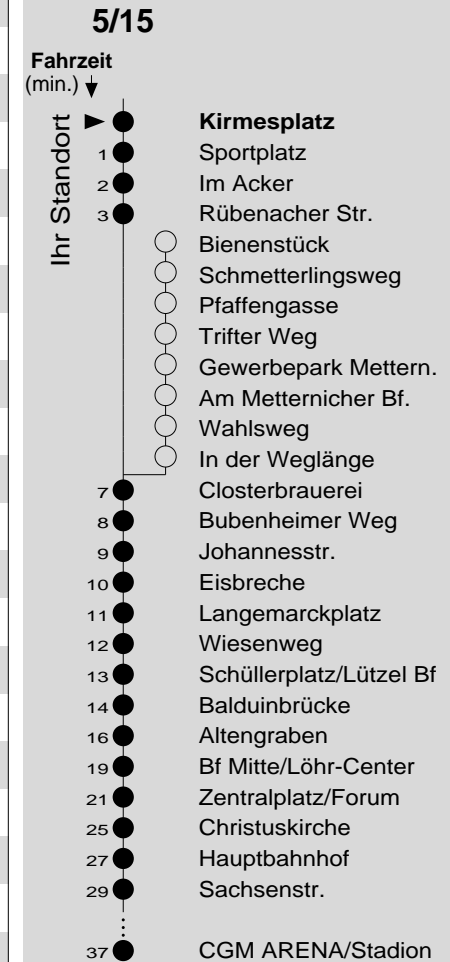 5/15
Fahrzeit
(min.)
Ihr Standort
Kirmesplatz
1 Sportplatz
2 Im Acker
3 Rübenacher Str.
Bienenstück
Schmetterlingsweg
Pfaffengasse
Trifter Weg
Gewerbepark Mettern.
Am Metternicher Bf.
Wahlsweg
In der Weglänge
7 Closterbrauerei
8 Bubenheimer Weg
9 Johannesstr.
10 Eisbreche
11 Langemarckplatz
12 Wiesenweg
13 Schüllerplatz/Lützel Bf
14 Balduinbrücke
16 Altengraben
19 Bf Mitte/Löhr-Center
21 Zentralplatz/Forum
25 Christuskirche
27 Hauptbahnhof
29 Sachsenstr.
37 CGM ARENA/Stadion